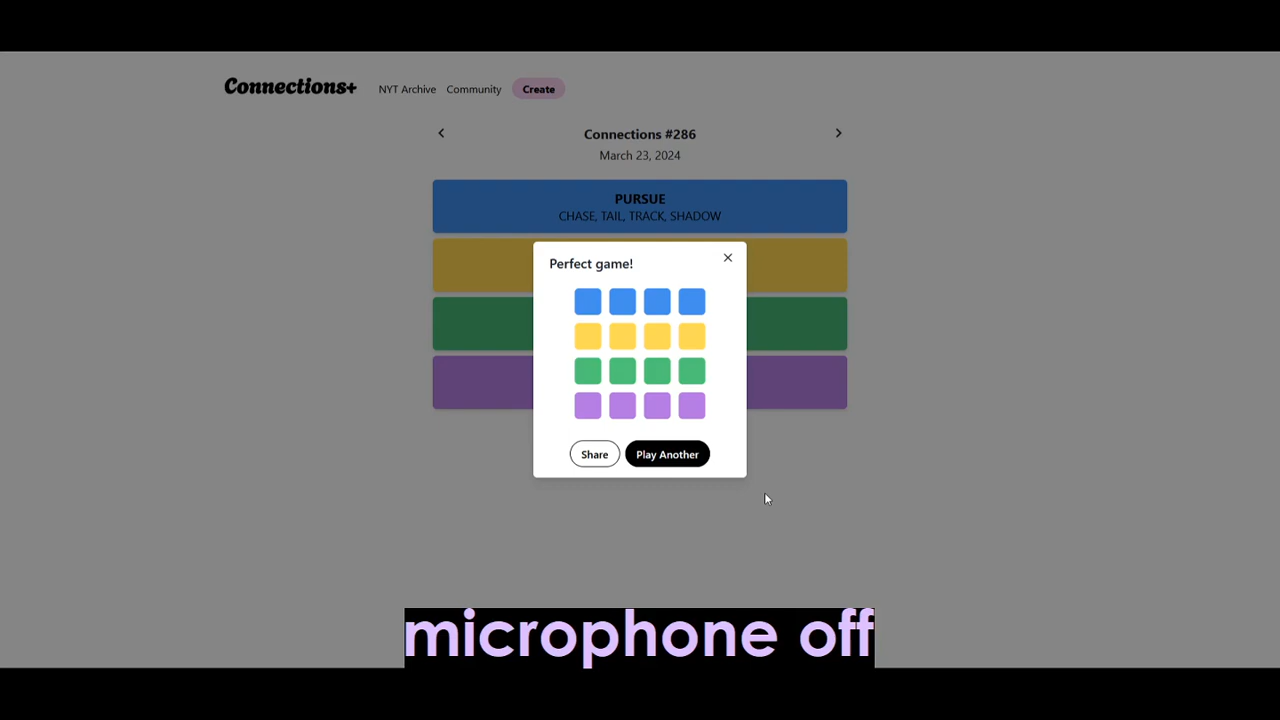 Connections+
NYT Archive
Community
Create
Connections #286
March 23, 2024
PURSUE
CHASE, TAIL, TRACK, SHADOW
Perfect game!
Share
Play Another
microphone off